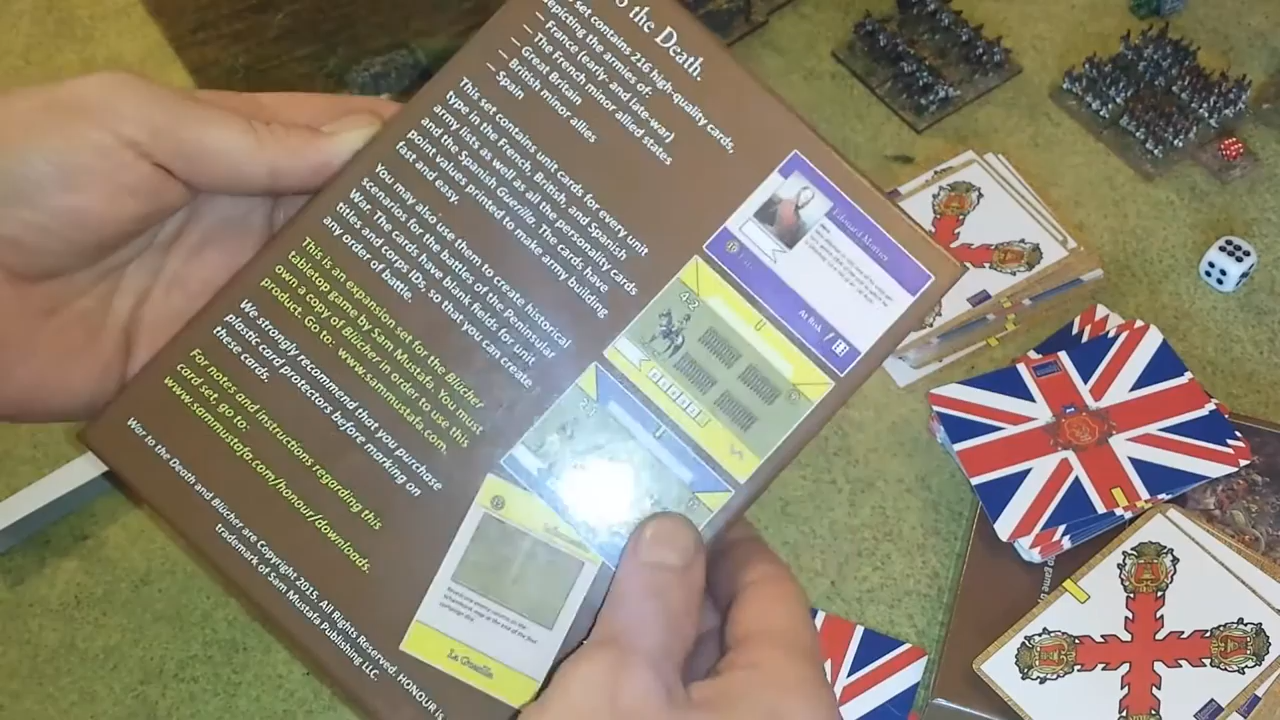 to the Death.
set contains 216 high-quality cards,
depicting the armies of:
— France (early- and late-war)
— The French, minor allied states
— Great Britain
— British minor allies
— Spain
This set contains unit cards for every unit
type in the French, British, and Spanish
army lists as well as all the personality cards
and the Spanish Guerrilla. The cards have
point values printed to make army building
fast and easy.
You may also use them to create historical
scenarios for the battles of the Peninsular
War. The cards have blank fields for unit
titles and corps IDs, so that you can create
any order of battle.
This is an expansion set for the Blücher
tabletop game by Sam Mustafa. You must
own a copy of Blücher in order to use this
product. Go to: www.sammustafa.com.
We strongly recommend that you purchase
plastic card protectors before marking on
these cards.
For notes and instructions regarding this
card set, go to:
www.sammustafa.com/honour/downloads.
War to the Death and Blücher are Copyright 2015. All Rights Reserved. HONOUR is
trademark of Sam Mustafa Publishing LLC.
Edouard Mortier
At Risk
4-2